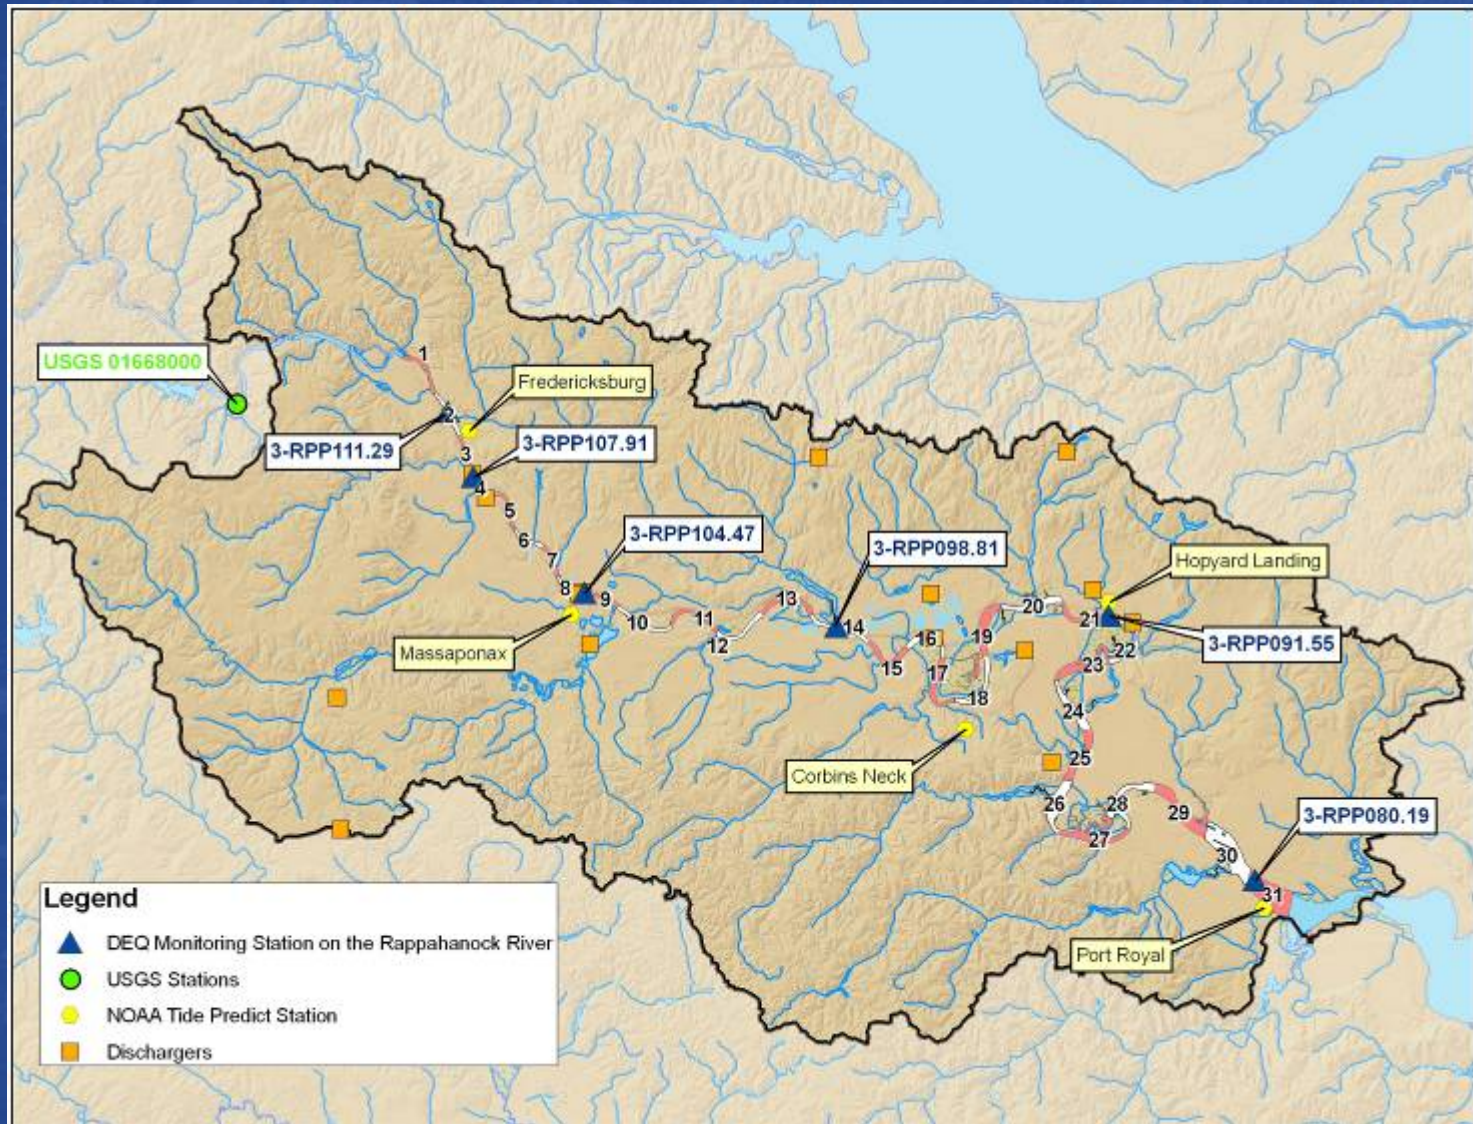 1
USGS 01668000
Fredericksburg
2
3-RPP111.29
3-RPP107.91
3
4
5
3-RPP104.47
6
3-RPP098.81
7
Hopyard Landing
8
9
10
11
12
13
14
15
16
17
18
19
20
21
22
23
3-RPP091.55
Massaponax
24
Corbins Neck
25
26
27
28
29
3-RPP080.19
30
31
Port Royal
Legend
DEQ Monitoring Station on the Rappahanock River
USGS Stations
NOAA Tide Predict Station
Dischargers